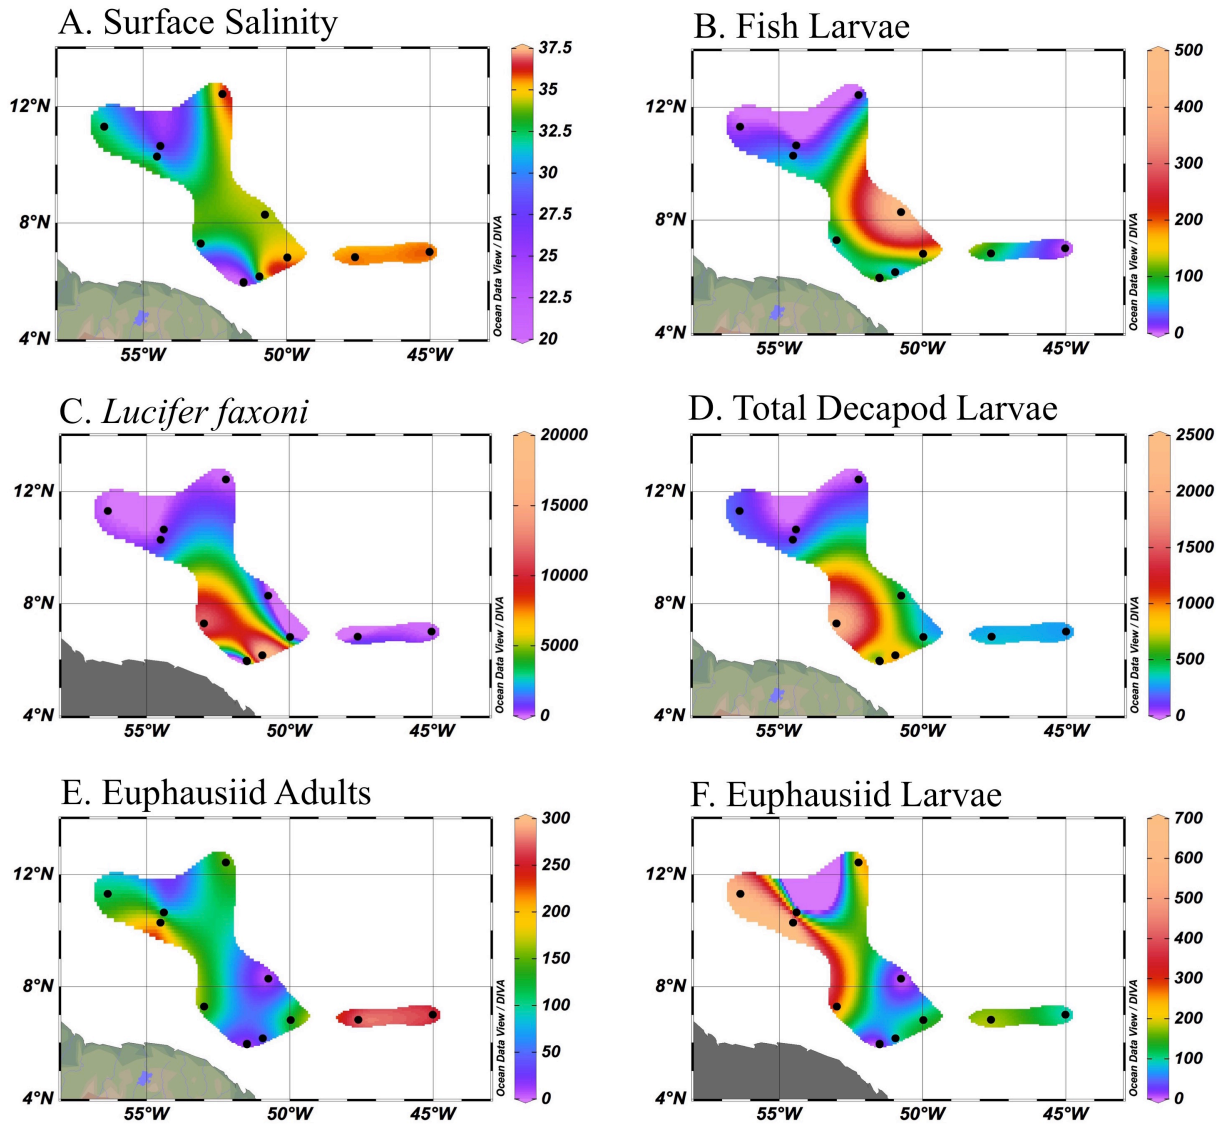 A. Surface Salinity
12°N
8°N
4°N
55°W 50°W 45°W
37.5
35
32.5
30
27.5
25
22.5
20
Ocean Data View / DIVA
B. Fish Larvae
12°N
8°N
4°N
55°W 50°W 45°W
500
400
300
200
100
0
Ocean Data View / DIVA
C. Lucifer faxoni
12°N
8°N
4°N
55°W 50°W 45°W
20000
15000
10000
5000
0
Ocean Data View / DIVA
D. Total Decapod Larvae
12°N
8°N
4°N
55°W 50°W 45°W
2500
2000
1500
1000
500
0
Ocean Data View / DIVA
E. Euphausiid Adults
12°N
8°N
4°N
55°W 50°W 45°W
300
250
200
150
100
50
0
Ocean Data View / DIVA
F. Euphausiid Larvae
12°N
8°N
4°N
55°W 50°W 45°W
700
600
500
400
300
200
100
0
Ocean Data View / DIVA